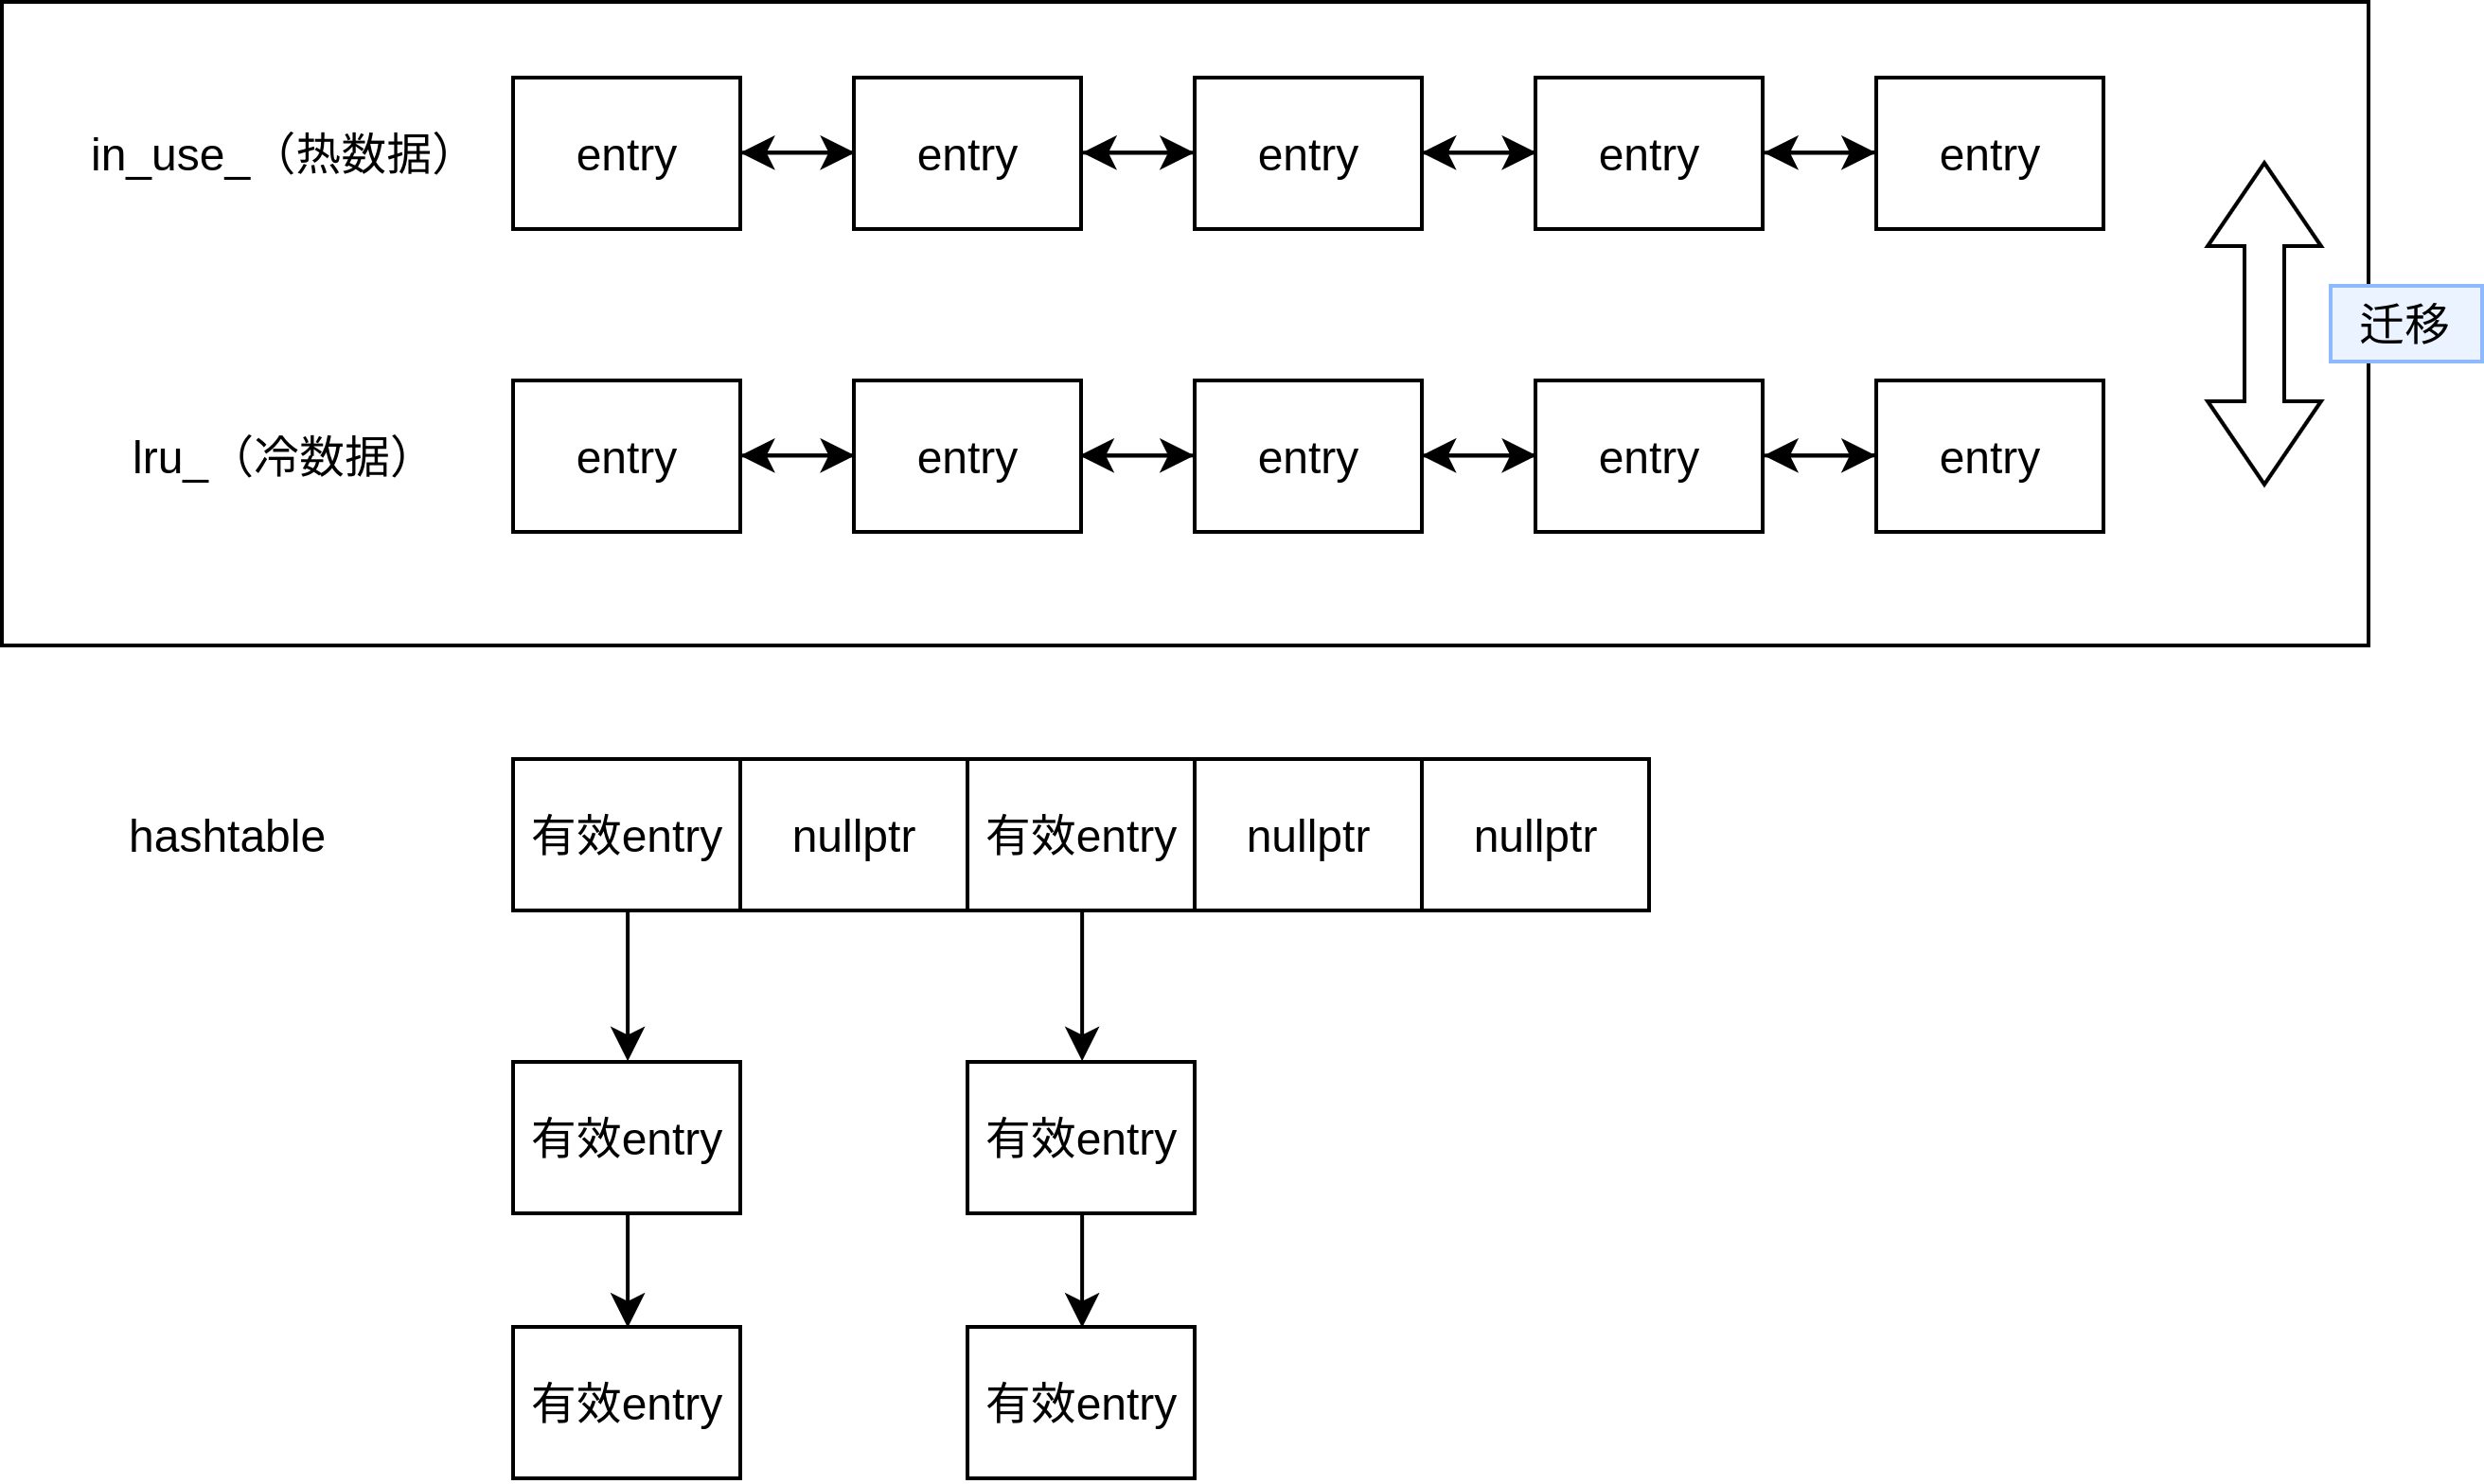 in_use_（热数据） entry entry entry entry entry
迁移
lru_（冷数据） entry entry entry entry entry
hashtable 有效entry nullptr 有效entry nullptr nullptr
有效entry 有效entry
有效entry 有效entry